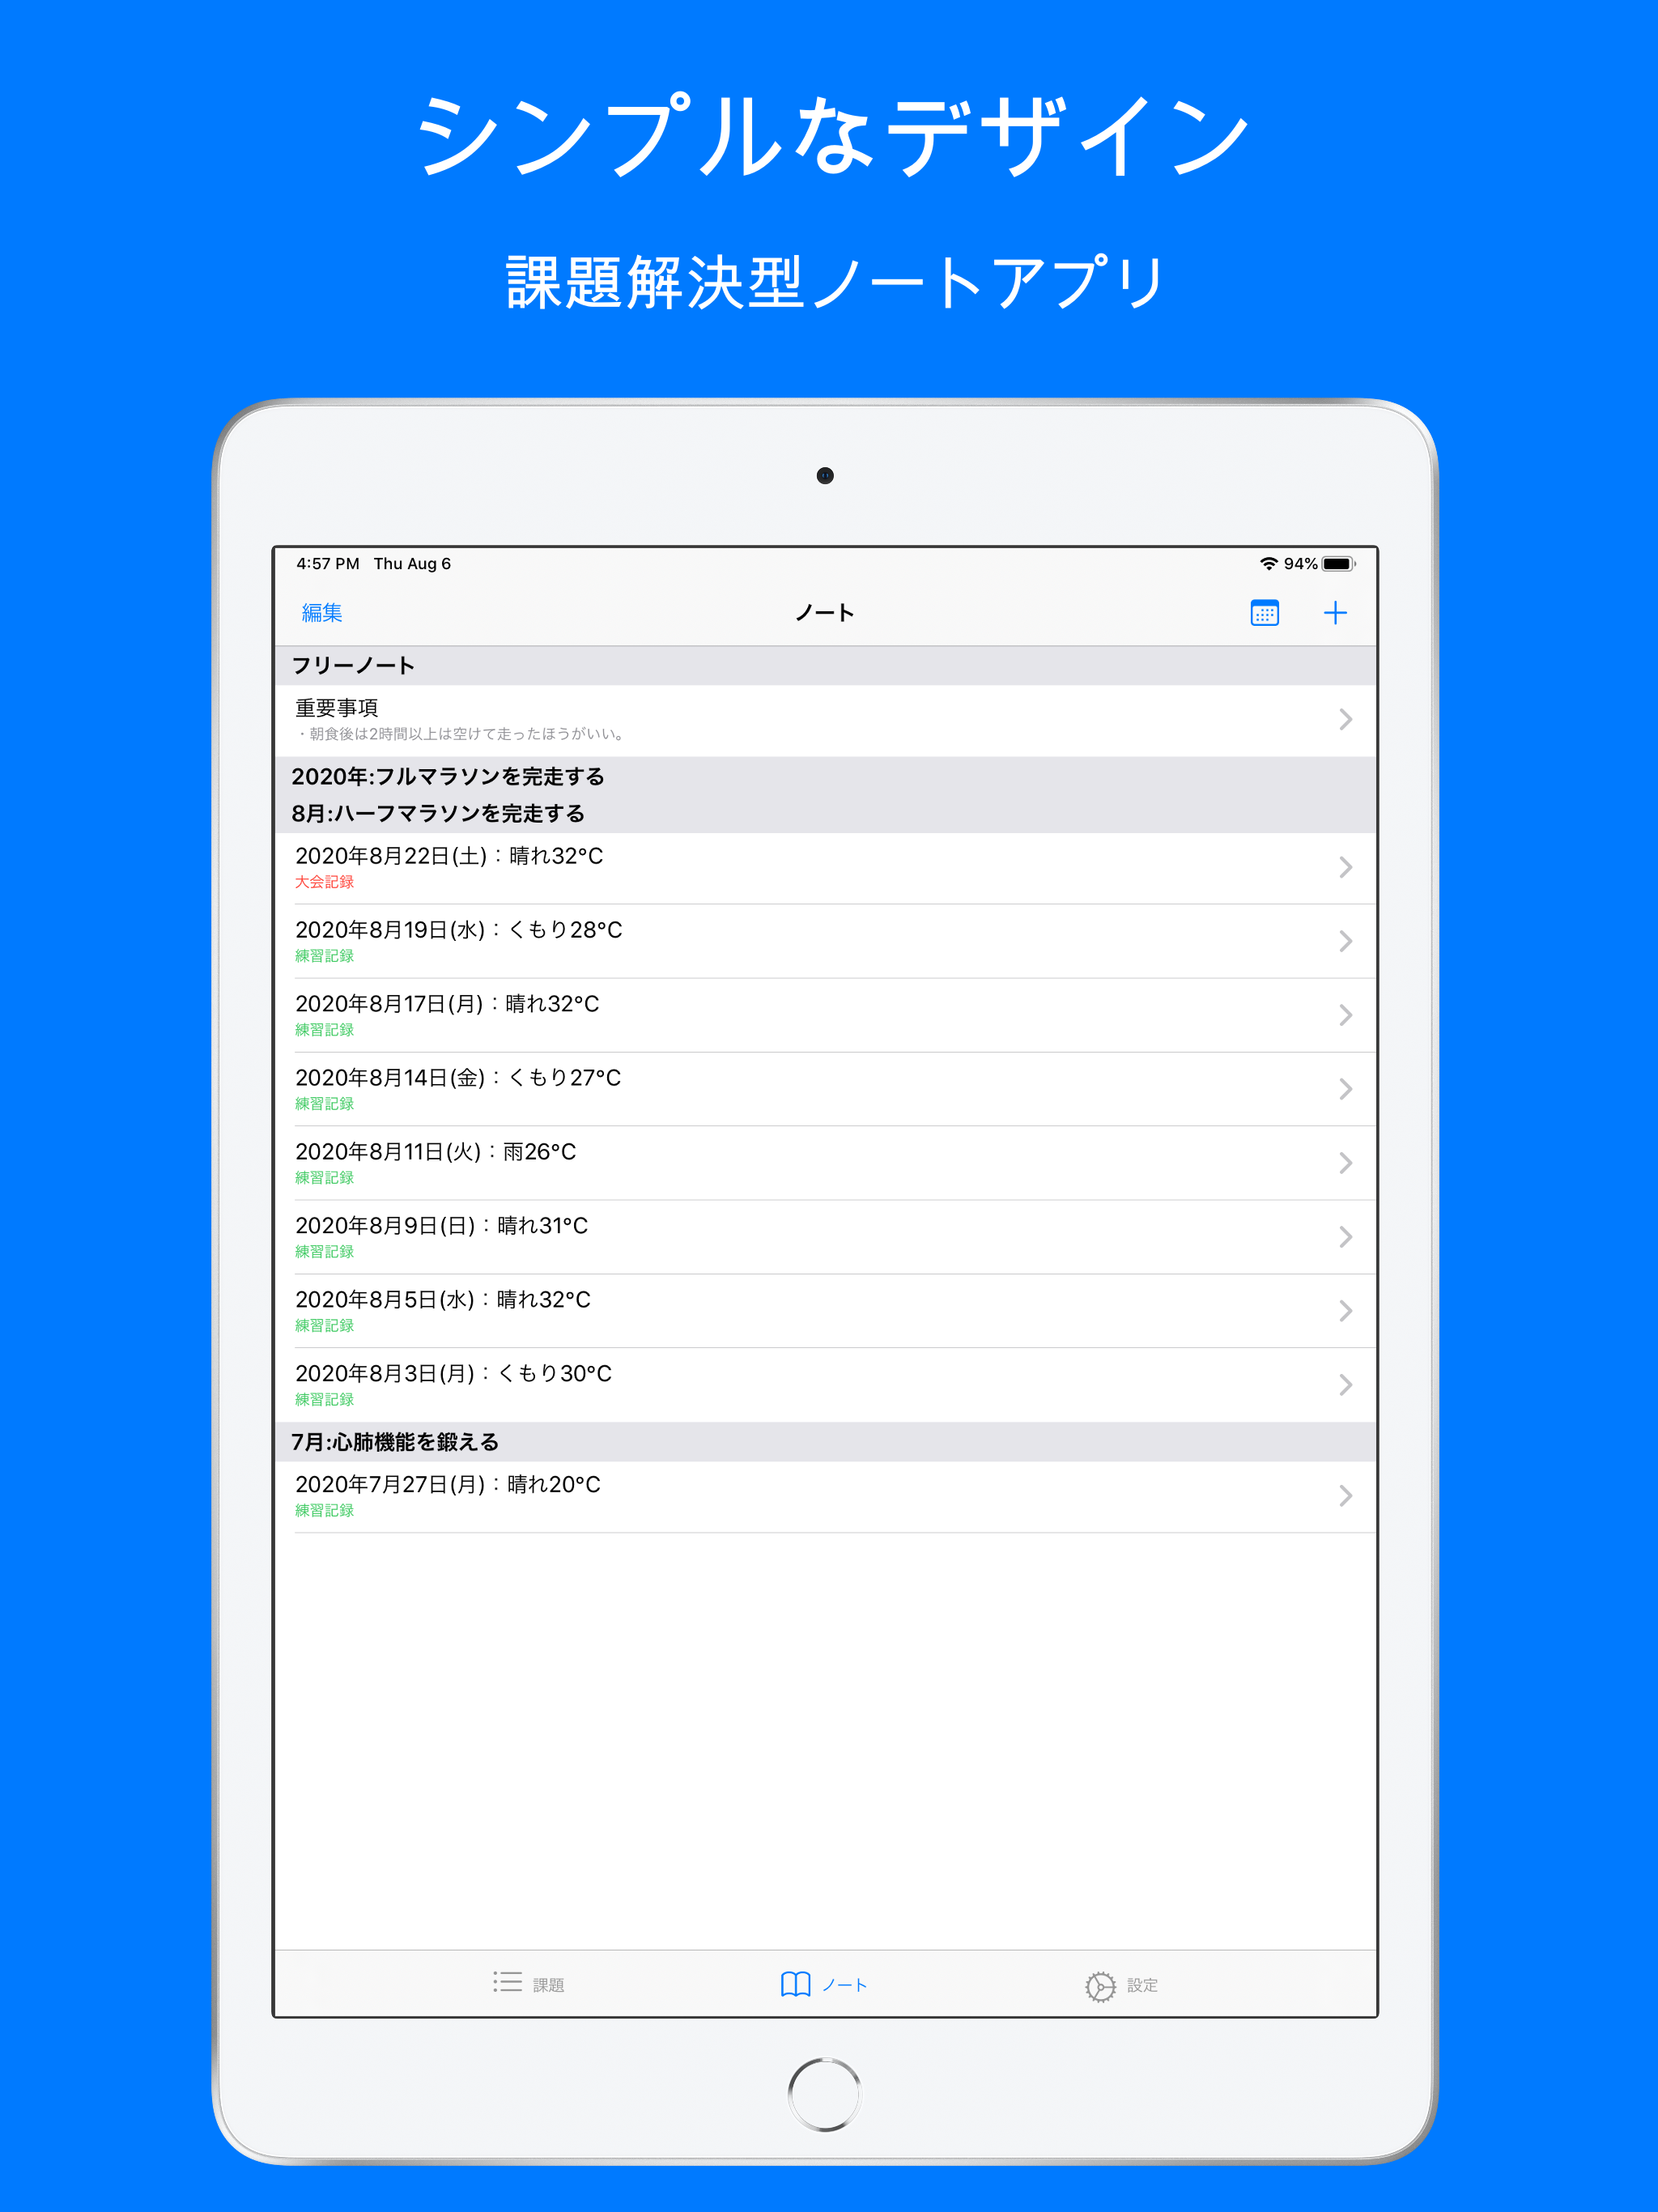 シンプルなデザイン
課題解決型ノートアプリ
4:57 PM Thu Aug 6 94%
編集 ノート
フリーノート
重要事項
・朝食後は2時間以上は空けて走ったほうがいい。
2020年:フルマラソンを完走する
8月:ハーフマラソンを完走する
2020年8月22日(土)：晴れ32°C
大会記録
2020年8月19日(水)：くもり28°C
練習記録
2020年8月17日(月)：晴れ32°C
練習記録
2020年8月14日(金)：くもり27°C
練習記録
2020年8月11日(火)：雨26°C
練習記録
2020年8月9日(日)：晴れ31°C
練習記録
2020年8月5日(水)：晴れ32°C
練習記録
2020年8月3日(月)：くもり30°C
練習記録
7月:心肺機能を鍛える
2020年7月27日(月)：晴れ20°C
練習記録
課題 ノート 設定